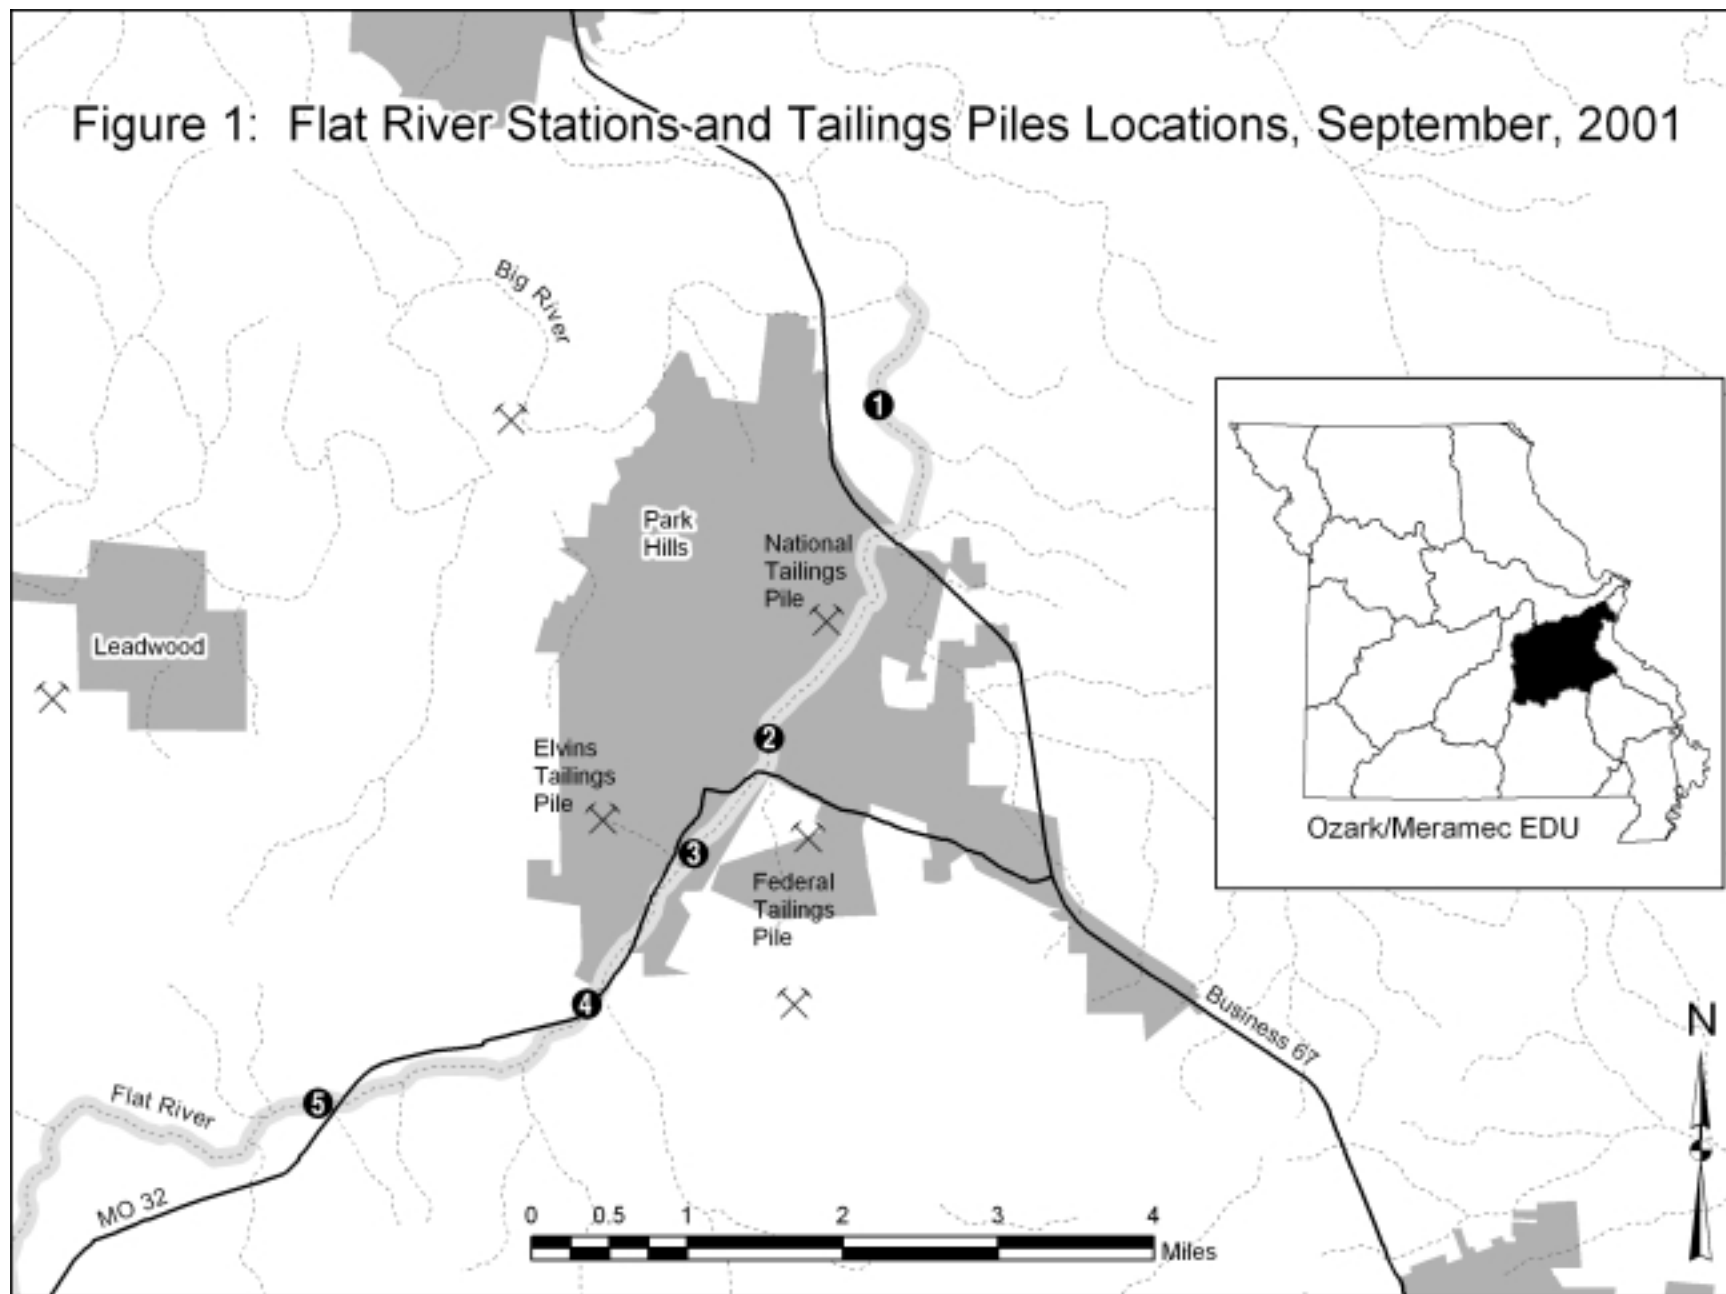 Figure 1: Flat River Stations and Tailings Piles Locations, September, 2001
Big River
1
Park
Hills
National
Tailings
Pile
Leadwood
2
Elvins
Tailings
Pile
3
Federal
Tailings
Pile
Ozark/Meramec EDU
4
Business 67
N
5
Flat River
MO 32
0 0.5 1 2 3 4
Miles